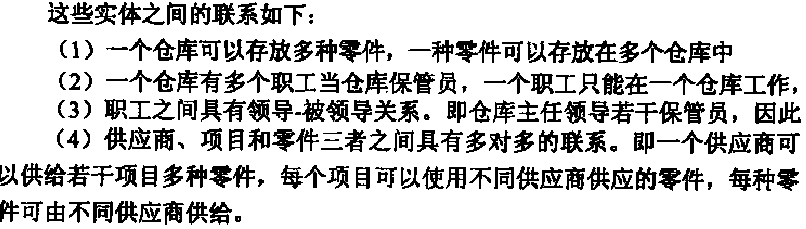 这些实体之间的联系如下：
（1）一个仓库可以存放多种零件，一种零件可以存放在多个仓库中
（2）一个仓库有多个职工当仓库保管员，一个职工只能在一个仓库工作，
（3）职工之间具有领导-被领导关系。即仓库主任领导若干保管员，因此
（4）供应商、项目和零件三者之间具有多对多的联系。即一个供应商可
以供给若干项目多种零件，每个项目可以使用不同供应商供应的零件，每种零
件可由不同供应商供给。